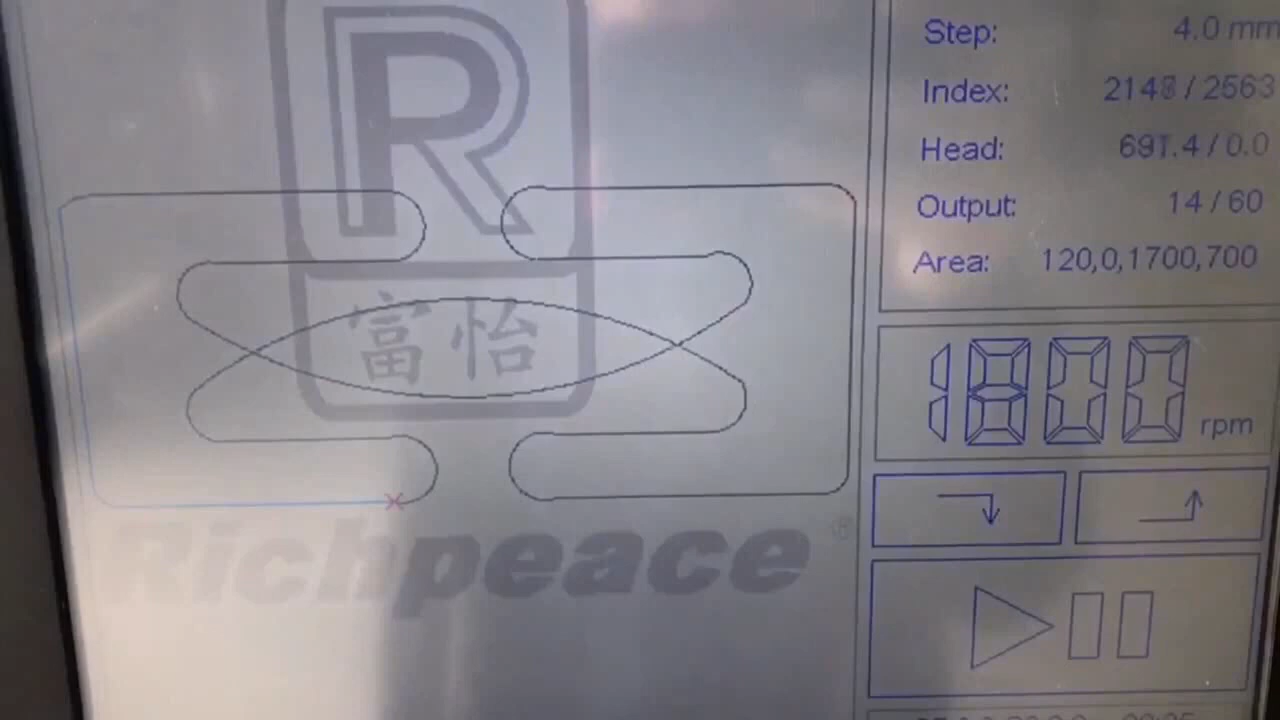 R
富怡
Richpeace®
Step: 4.0 mm
Index: 2148 / 2563
Head: 691.4 / 0.0
Output: 14 / 60
Area: 120,0,1700,700
1800 rpm